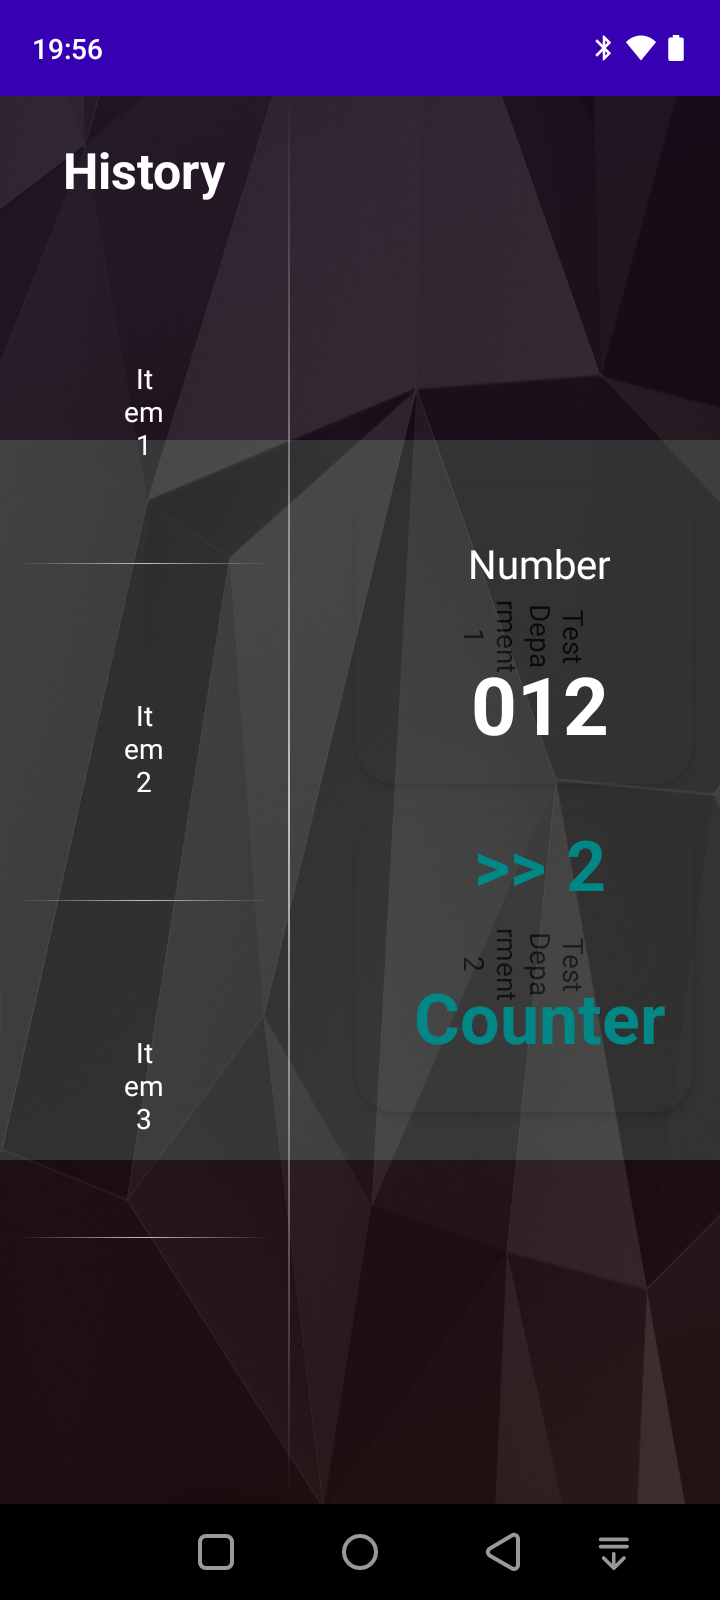 19:56
History
It
em
1
It
em
2
It
em
3
Number
Test
Depa
rment
1
012
>> 2
Test
Depa
rment
2
Counter